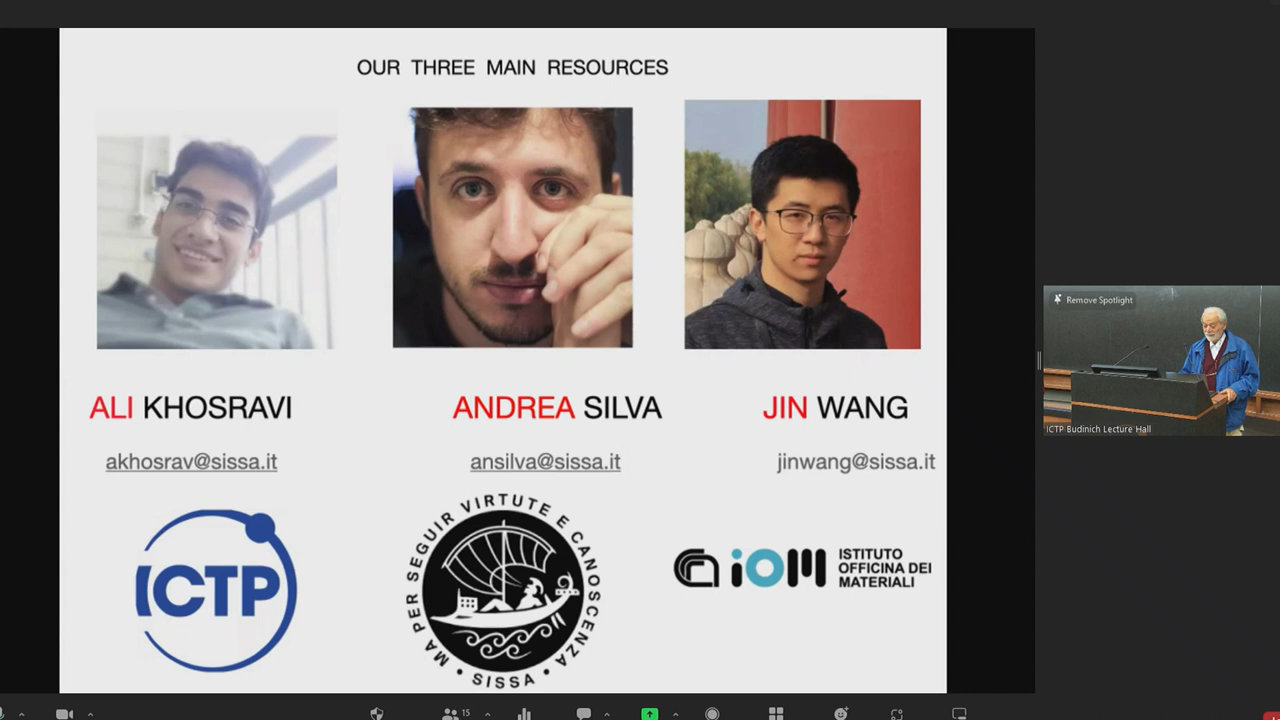 OUR THREE MAIN RESOURCES
ALI KHOSRAVI
ANDREA SILVA
JIN WANG
akhosrav@sissa.it
ansilva@sissa.it
jinwang@sissa.it
ICTP
MA PER SEGUIR VIRTUTE E CANOSCENZA
• SISSA •
iOM
ISTITUTO
OFFICINA DEI
MATERIALI
Remove Spotlight
ICTP Budinich Lecture Hall
15